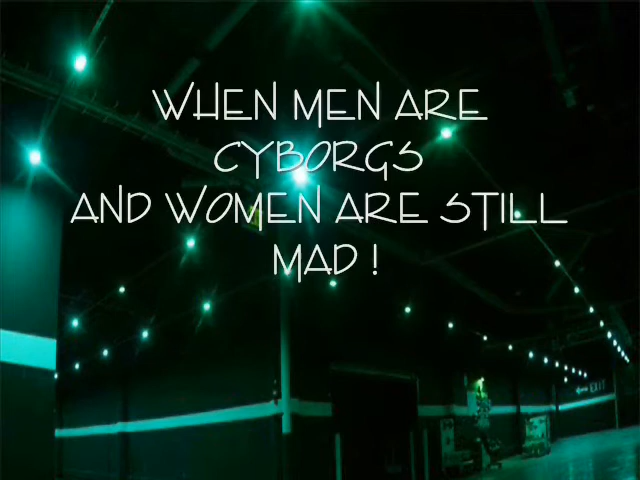 WHEN MEN ARE
CYBORGS
AND WOMEN ARE STILL
MAD !